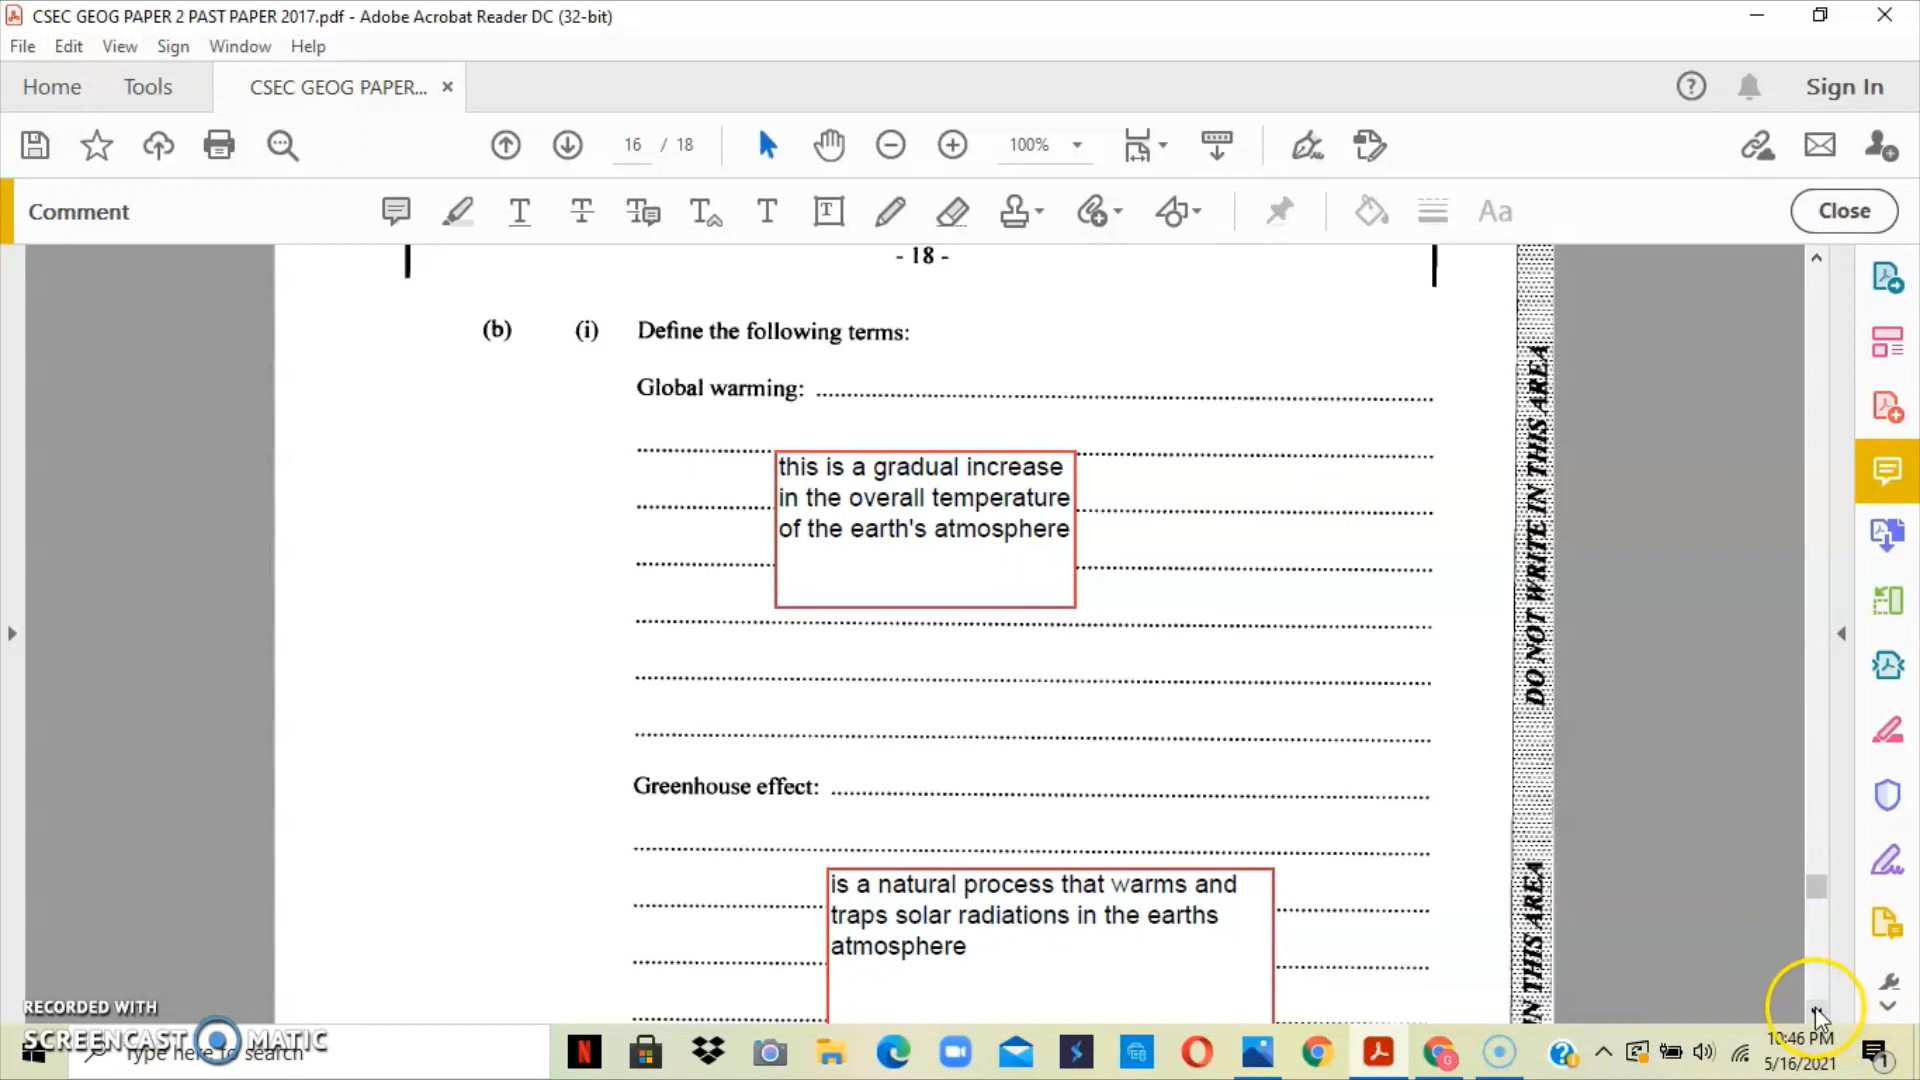 CSEC GEOG PAPER 2 PAST PAPER 2017.pdf - Adobe Acrobat Reader DC (32-bit)
File Edit View Sign Window Help
Home Tools CSEC GEOG PAPER... × Sign In
16 / 18 100%
Comment Close
- 18 -
(b) (i) Define the following terms:
Global warming:
this is a gradual increase
in the overall temperature
of the earth's atmosphere
Greenhouse effect:
is a natural process that warms and
traps solar radiations in the earths
atmosphere
DO NOT WRITE IN THIS AREA
IN THIS AREA
RECORDED WITH
SCREENCAST MATIC
Type here to search
10:46 PM
5/16/2021
1